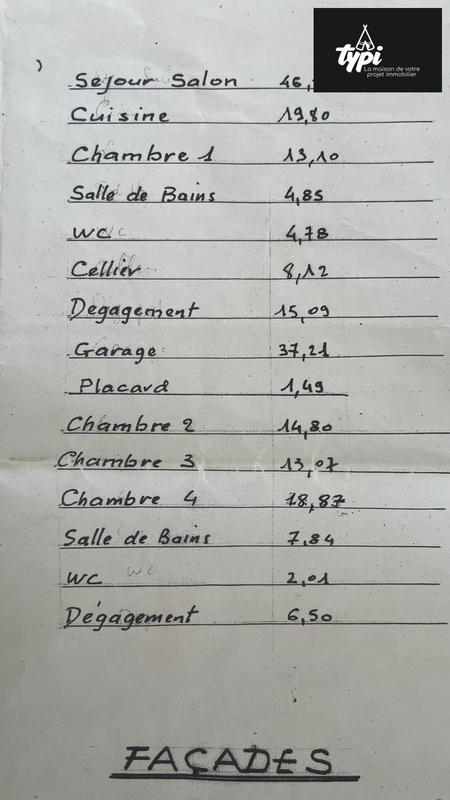 typi
La maison de votre
projet immobilier
)
Sejour Salon 46,
Cuisine 19,80
Chambre 1 13,10
Salle de Bains 4,85
WC 4,78
Cellier 8,12
Degagement 15,09
Garage 37,21
Placard 1,49
Chambre 2 14,80
Chambre 3 13,07
Chambre 4 18,87
Salle de Bains 7,84
WC wc 2,01
Dégagement 6,50
FAÇADES